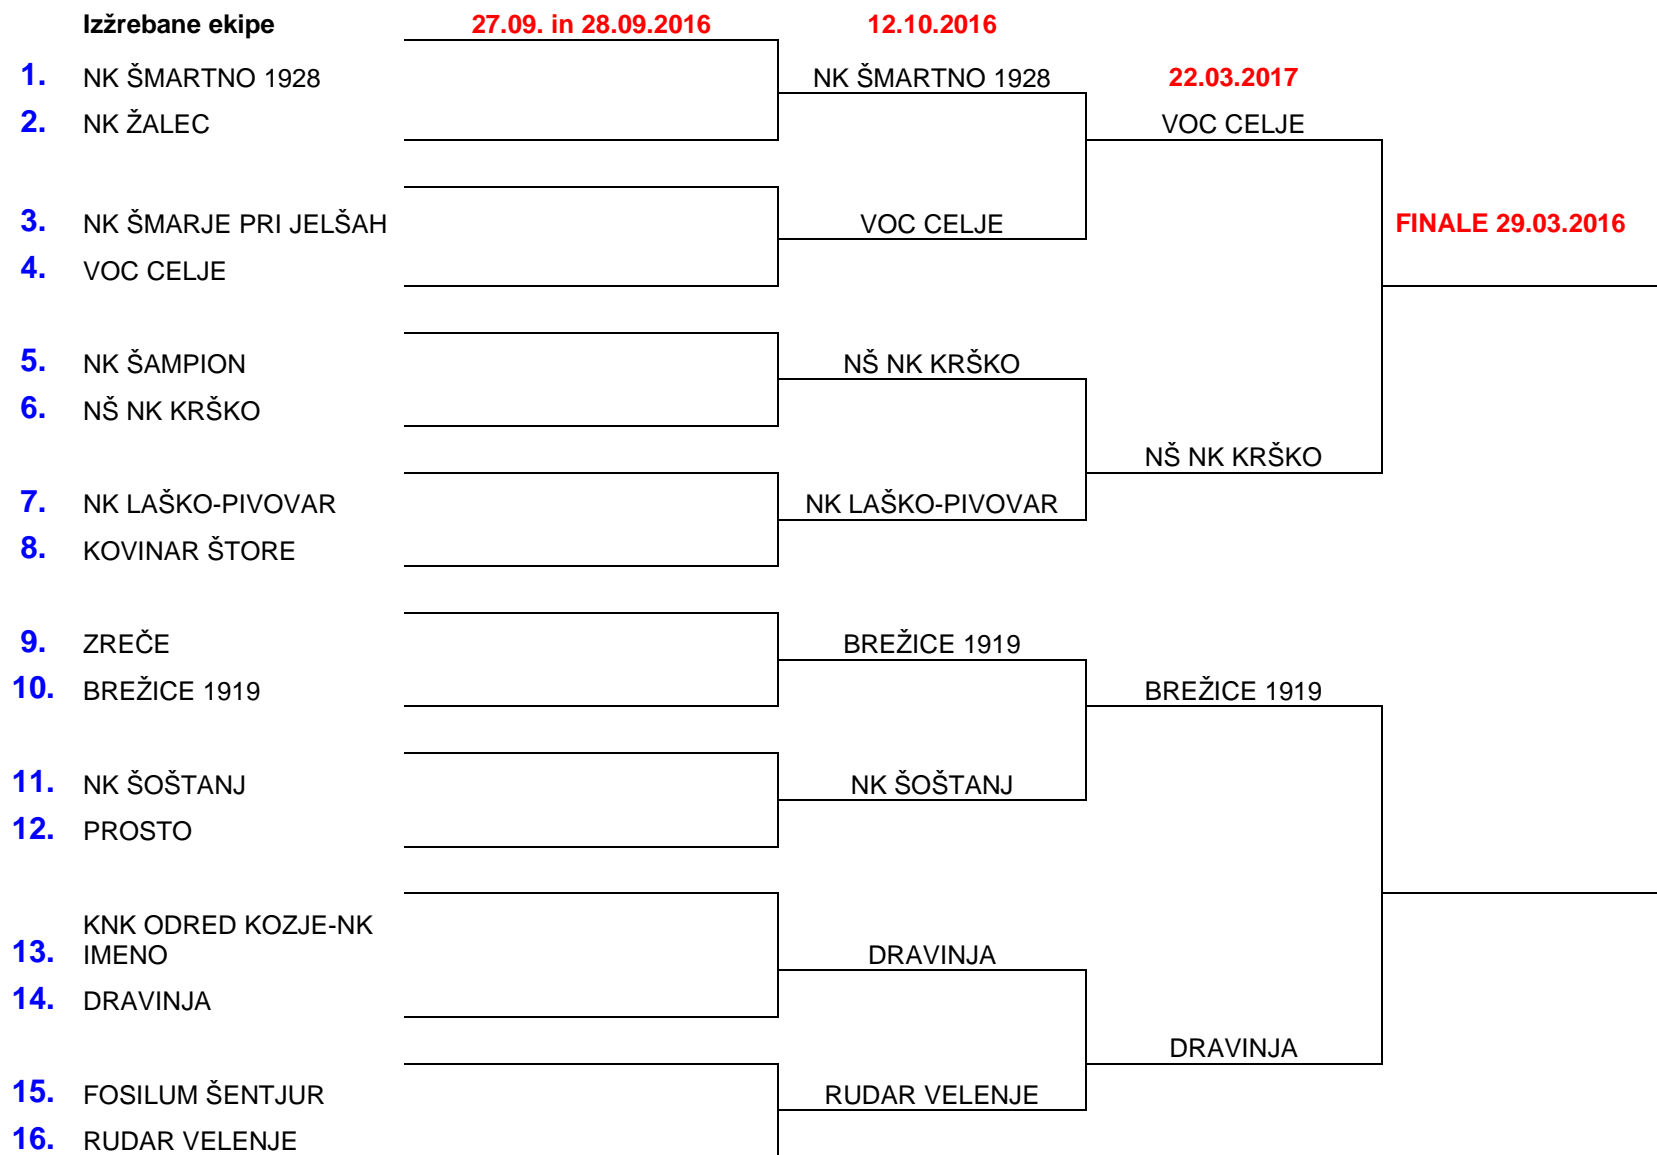 Izžrebane ekipe 27.09. in 28.09.2016 12.10.2016
1. NK ŠMARTNO 1928 NK ŠMARTNO 1928 22.03.2017
2. NK ŽALEC VOC CELJE
3. NK ŠMARJE PRI JELŠAH VOC CELJE FINALE 29.03.2016
4. VOC CELJE
5. NK ŠAMPION NŠ NK KRŠKO
6. NŠ NK KRŠKO
NŠ NK KRŠKO
7. NK LAŠKO-PIVOVAR NK LAŠKO-PIVOVAR
8. KOVINAR ŠTORE
9. ZREČE BREŽICE 1919
10. BREŽICE 1919 BREŽICE 1919
11. NK ŠOŠTANJ NK ŠOŠTANJ
12. PROSTO
KNK ODRED KOZJE-NK
13. IMENO DRAVINJA
14. DRAVINJA
DRAVINJA
15. FOSILUM ŠENTJUR RUDAR VELENJE
16. RUDAR VELENJE